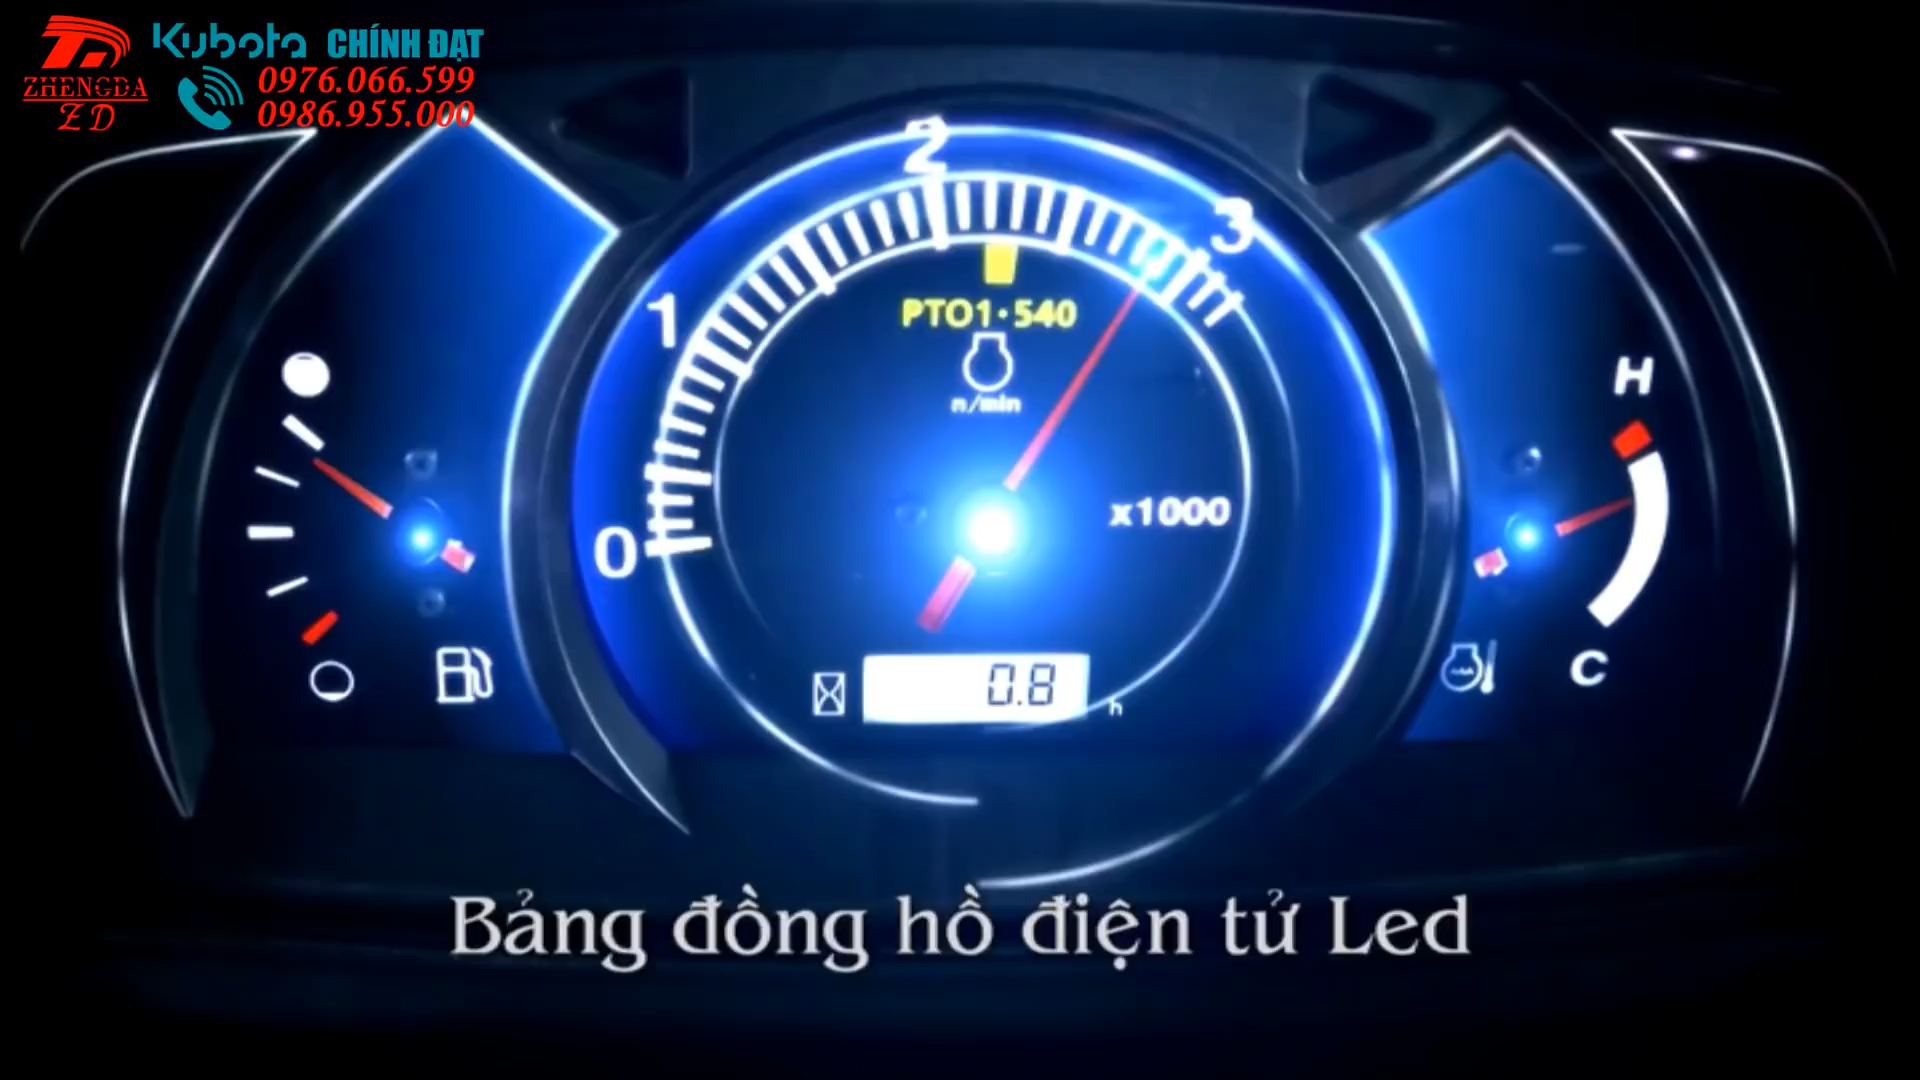 Kubota CHÍNH ĐẠT
ZHENGDA
ZD
0976.066.599
0986.955.000
0
1
2
3
PTO1·540
n/min
x1000
0.8
h
H
C
Bảng đồng hồ điện tử Led